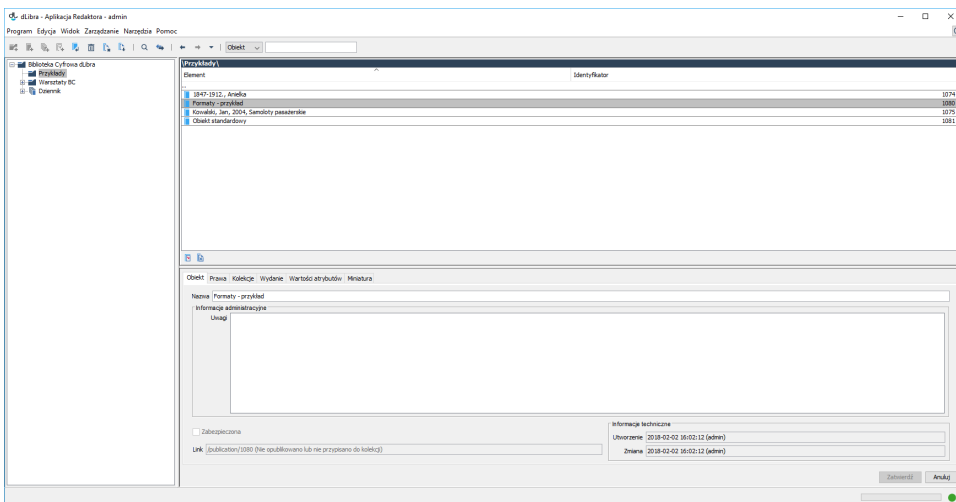 dLibra - Aplikacja Redaktora - admin
Program Edycja Widok Zarządzanie Narzędzia Pomoc
Obiekt
Biblioteka Cyfrowa dLibra
Przykłady
Warsztaty BC
Dziennik
\Przykłady\
Element Identyfikator
..
1847-1912., Anielka 1074
Formaty - przykład 1080
Kowalski, Jan, 2004, Samoloty pasażerskie 1075
Obiekt standardowy 1081
Obiekt Prawa Kolekcje Wydanie Wartości atrybutów Miniatura
Nazwa Formaty - przykład
Informacje administracyjne
Uwagi
Zabezpieczona
Link /publication/1080 (Nie opublikowano lub nie przypisano do kolekcji)
Informacje techniczne
Utworzenie 2018-02-02 16:02:12 (admin)
Zmiana 2018-02-02 16:02:12 (admin)
Zatwierdź Anuluj